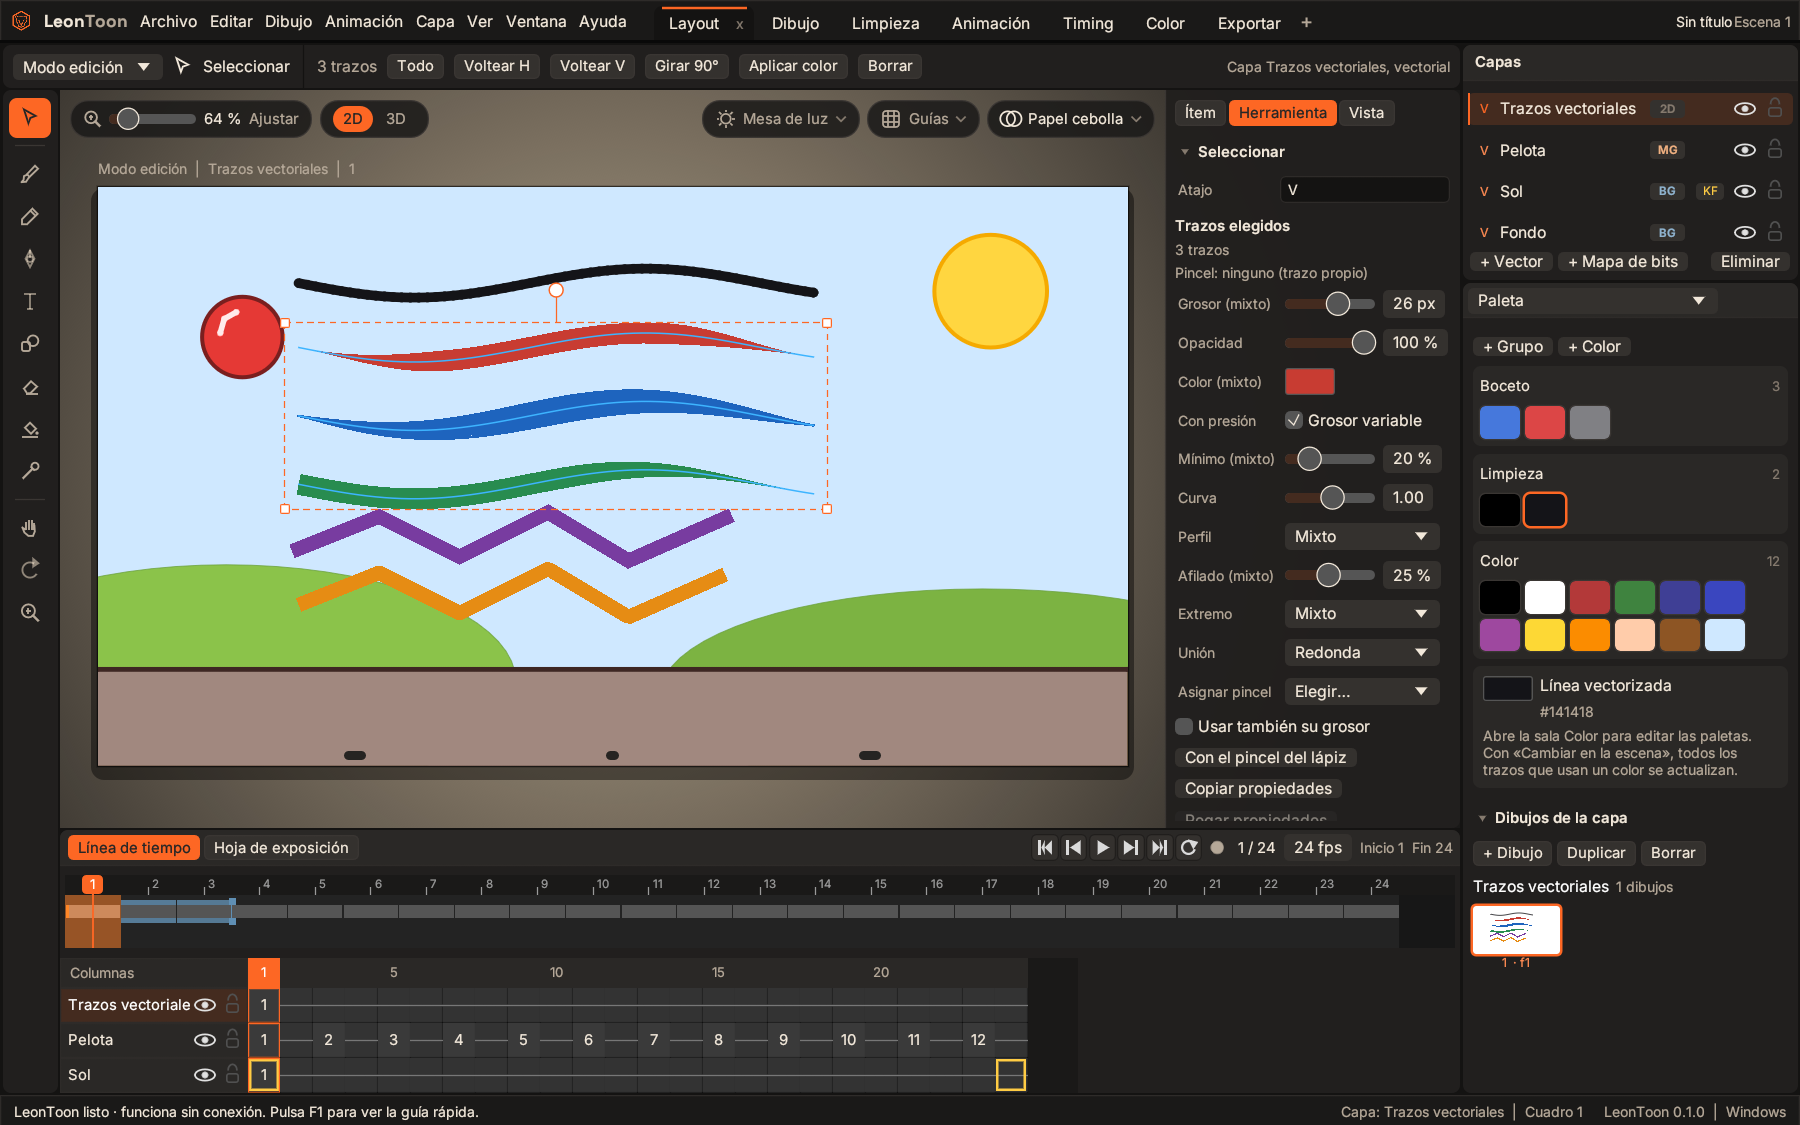 LeonToon Archivo Editar Dibujo Animación Capa Ver Ventana Ayuda Layout x Dibujo Limpieza Animación Timing Color Exportar + Sin título Escena 1
Modo edición Seleccionar 3 trazos Todo Voltear H Voltear V Girar 90° Aplicar color Borrar Capa Trazos vectoriales, vectorial
64 % Ajustar 2D 3D Mesa de luz Guías Papel cebolla
Modo edición | Trazos vectoriales | 1
Ítem Herramienta Vista
Seleccionar
Atajo V
Trazos elegidos
3 trazos
Pincel: ninguno (trazo propio)
Grosor (mixto) 26 px
Opacidad 100 %
Color (mixto)
Con presión Grosor variable
Mínimo (mixto) 20 %
Curva 1.00
Perfil Mixto
Afilado (mixto) 25 %
Extremo Mixto
Unión Redonda
Asignar pincel Elegir...
Usar también su grosor
Con el pincel del lápiz
Copiar propiedades
Pegar propiedades
Capas
V Trazos vectoriales 2D
V Pelota MG
V Sol BG KF
V Fondo BG
+ Vector + Mapa de bits Eliminar
Paleta
+ Grupo + Color
Boceto 3
Limpieza 2
Color 12
Línea vectorizada
#141418
Abre la sala Color para editar las paletas.
Con «Cambiar en la escena», todos los
trazos que usan un color se actualizan.
Dibujos de la capa
+ Dibujo Duplicar Borrar
Trazos vectoriales 1 dibujos
1 · f1
Línea de tiempo Hoja de exposición 1 / 24 24 fps Inicio 1 Fin 24
1 2 3 4 5 6 7 8 9 10 11 12 13 14 15 16 17 18 19 20 21 22 23 24
Columnas 1 5 10 15 20
Trazos vectoriale 1
Pelota 1 2 3 4 5 6 7 8 9 10 11 12
Sol 1
LeonToon listo · funciona sin conexión. Pulsa F1 para ver la guía rápida. Capa: Trazos vectoriales | Cuadro 1 LeonToon 0.1.0 | Windows